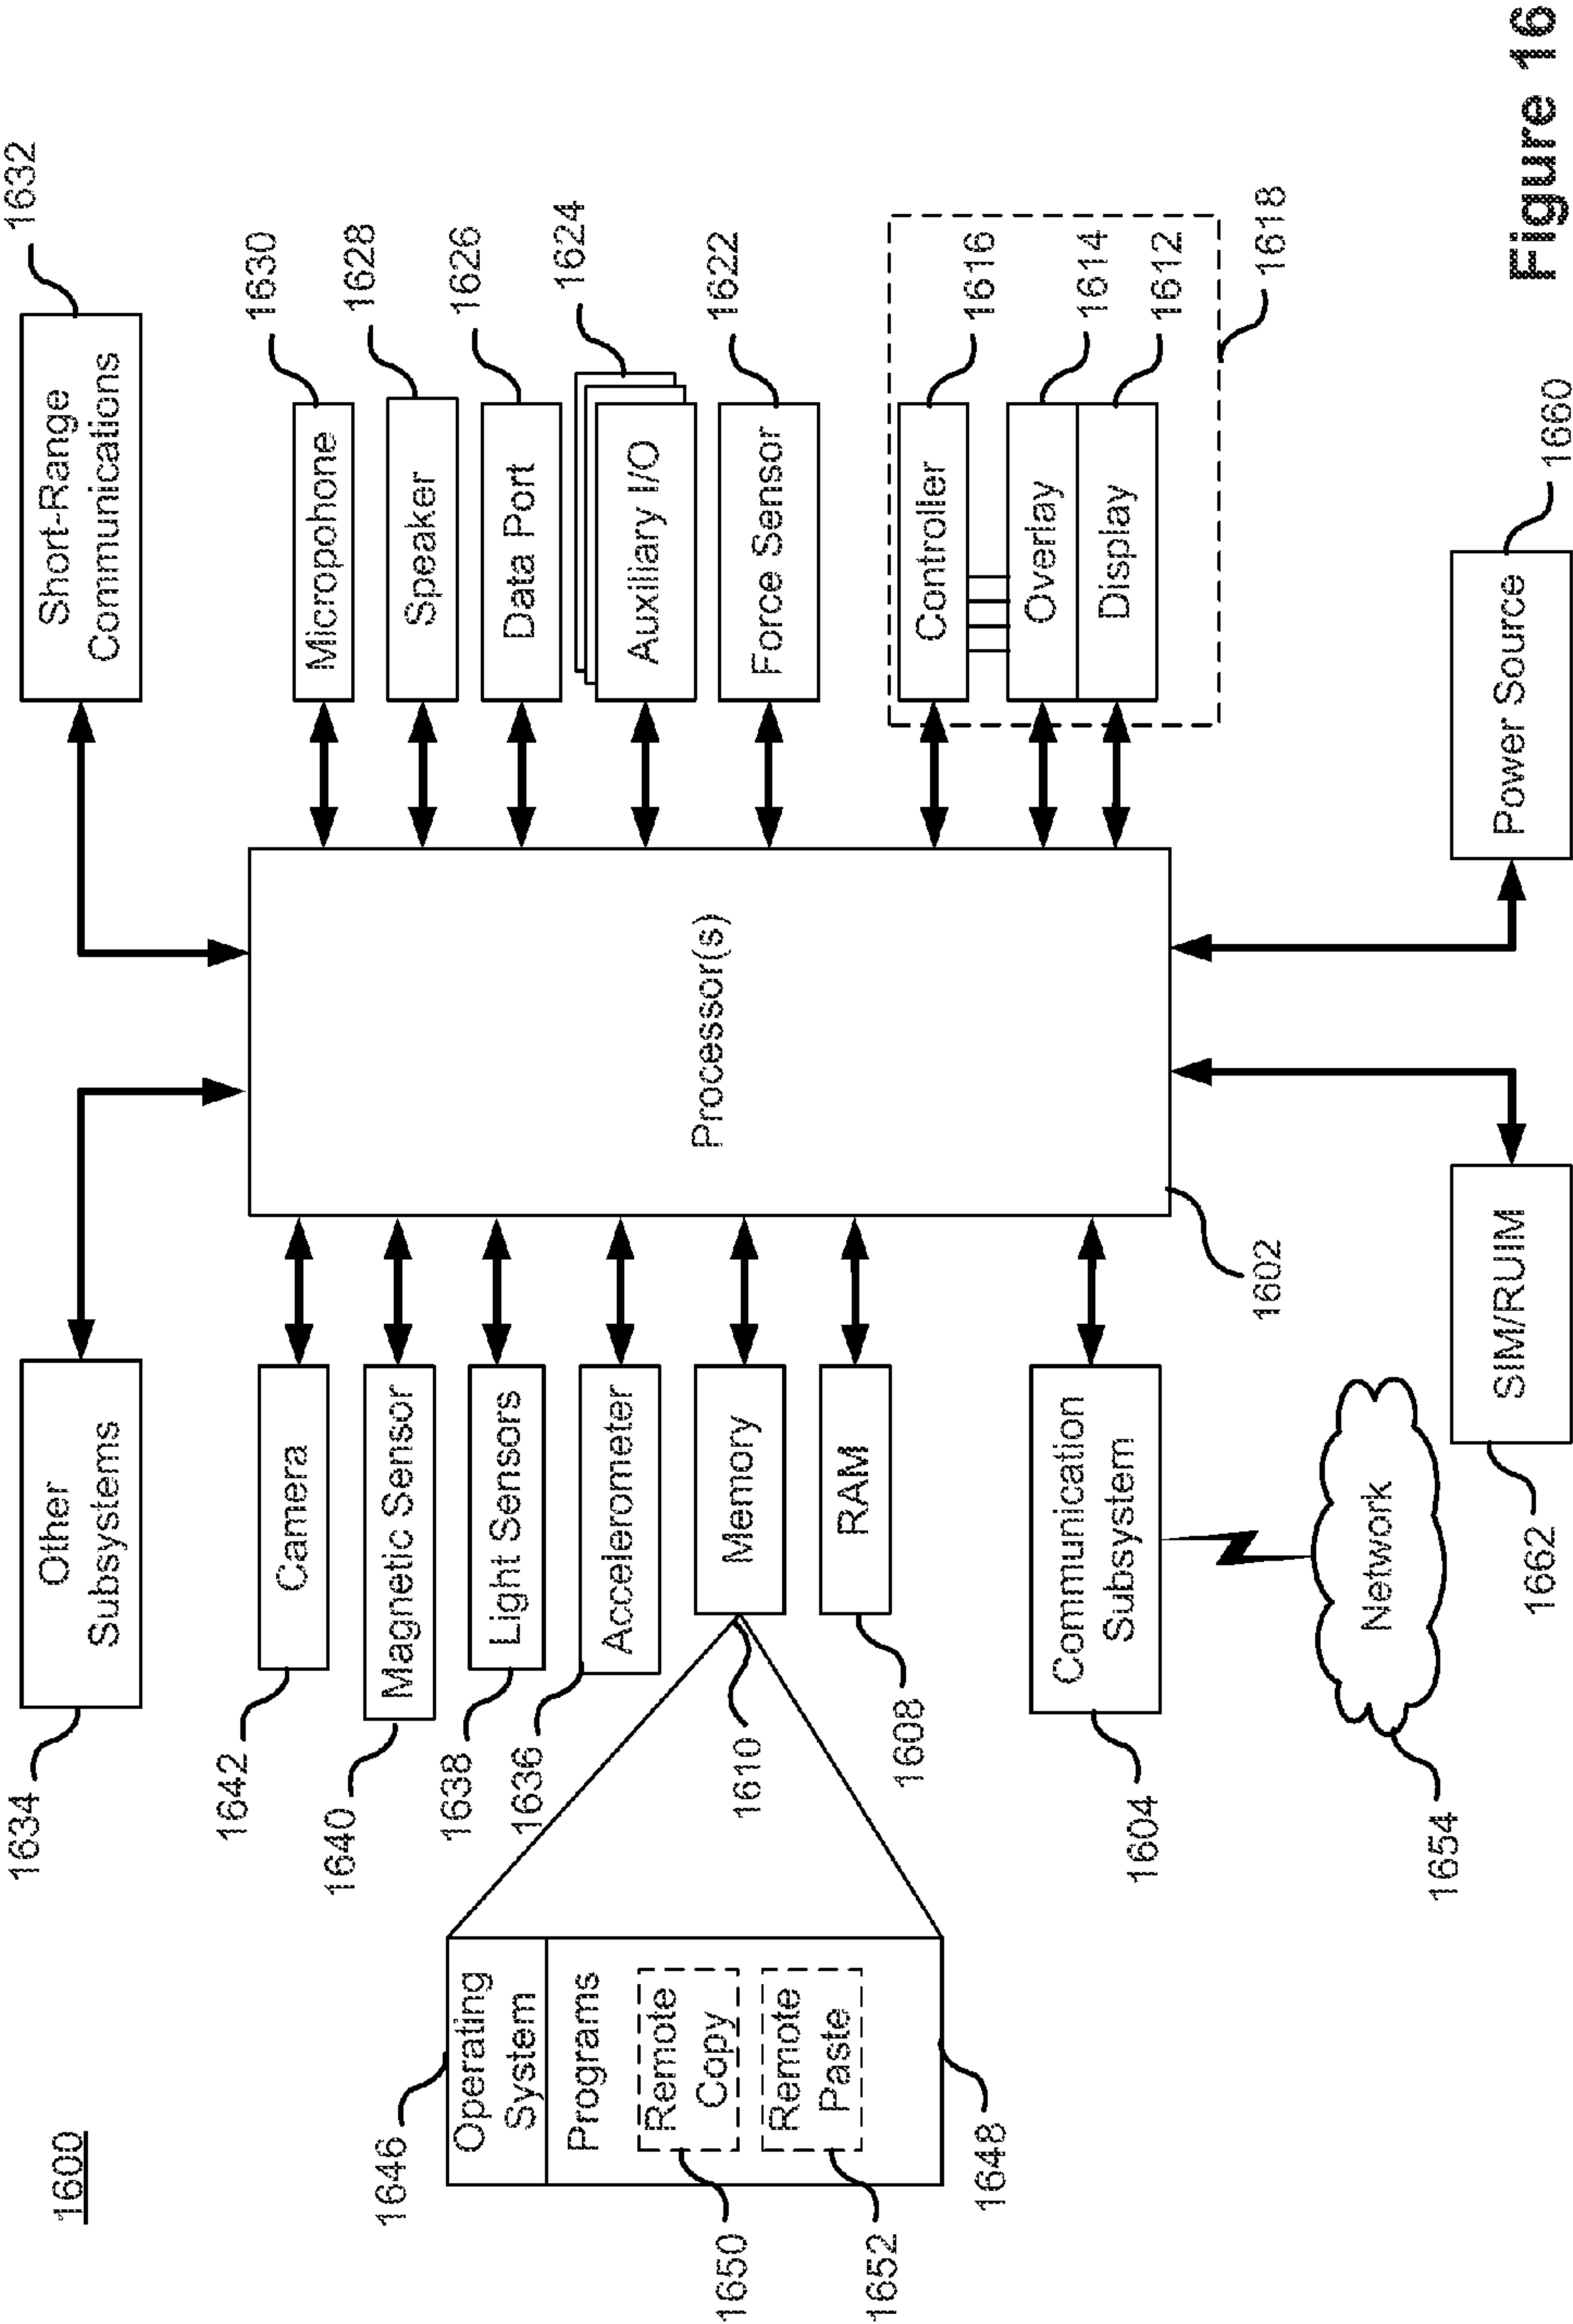 1600
Other
Subsystems
1634
Short-Range
Communications
1632
Camera
1642
Magnetic Sensor
1640
Light Sensors
1638
Accelerometer
1636
Memory
1610
RAM
1608
Communication
Subsystem
1604
Network
1654
Operating
System
1646
Programs
Remote
Copy
1650
Remote
Paste
1652
1648
Processor(s)
1602
Micropohone
1630
Speaker
1628
Data Port
1626
Auxiliary I/O
1624
Force Sensor
1622
Controller
1616
Overlay
1614
Display
1612
1618
SIM/RUIM
1662
Power Source
1660
Figure 16